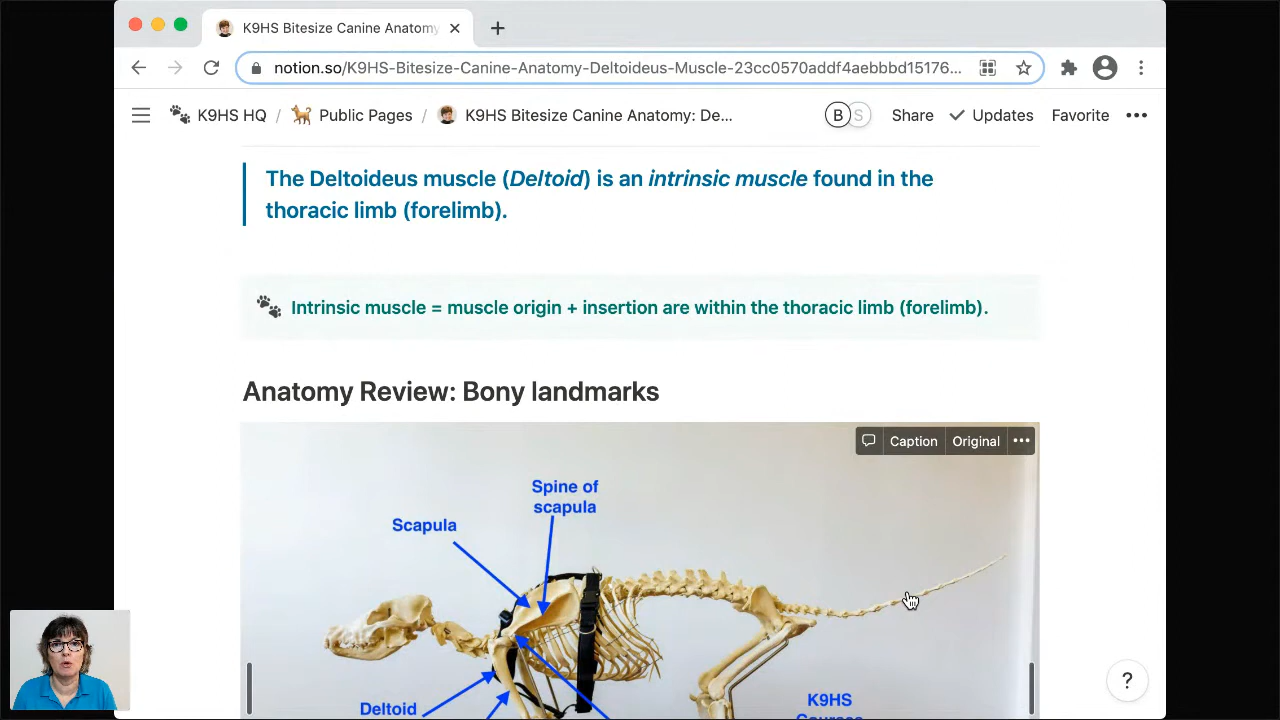 K9HS Bitesize Canine Anatomy
notion.so/K9HS-Bitesize-Canine-Anatomy-Deltoideus-Muscle-23cc0570addf4aebbbd15176...
K9HS HQ / Public Pages / K9HS Bitesize Canine Anatomy: De...
B S Share Updates Favorite
The Deltoideus muscle (Deltoid) is an intrinsic muscle found in the
thoracic limb (forelimb).
Intrinsic muscle = muscle origin + insertion are within the thoracic limb (forelimb).
Anatomy Review: Bony landmarks
Caption Original
Spine of
scapula
Scapula
Deltoid
K9HS
Courses
?